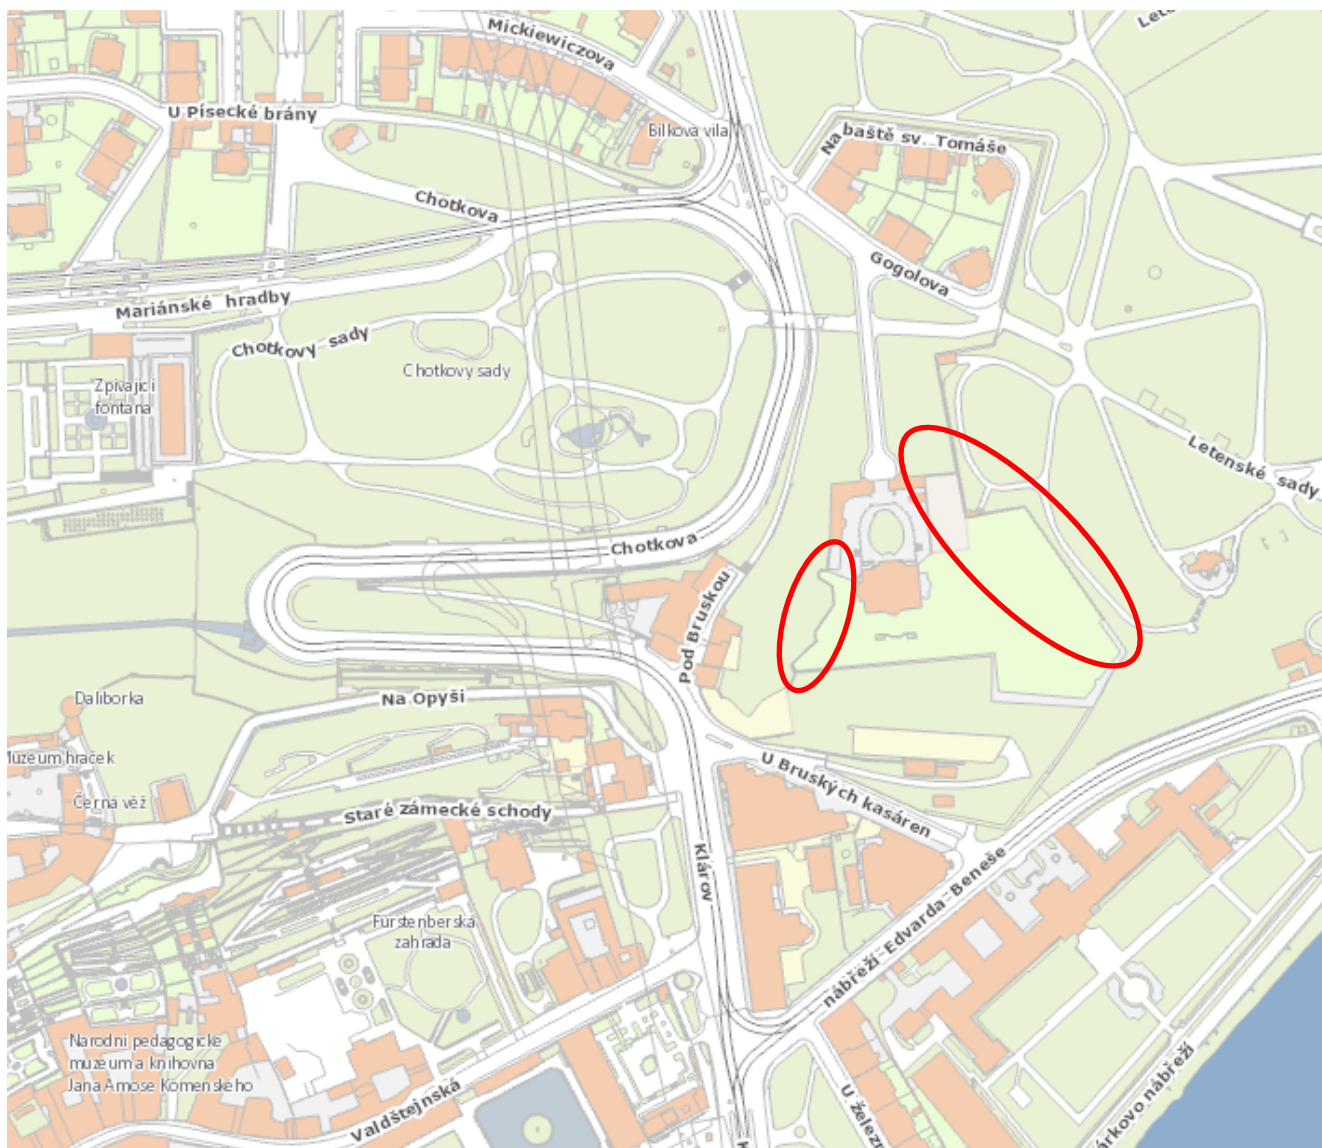 Mickiewiczova
U Písecké brány
Bílkova vila
Na baště sv. Tomáše
Chotkova
Gogolova
Mariánské hradby
Chotkovy sady
Chotkovy sady
Zpívající
fontána
Letenské sady
Chotkova
Pod Bruskou
Daliborka
Na Opyši
Muzeum hraček
Černá věž
U Bruských kasáren
Staré zámecké schody
Klárov
nábřeží Edvarda Beneše
Fürstenberská
zahrada
Národní pedagogické
muzeum a knihovna
Jana Amose Komenského
Valdštejnská
U želez
árkovo nábřeží